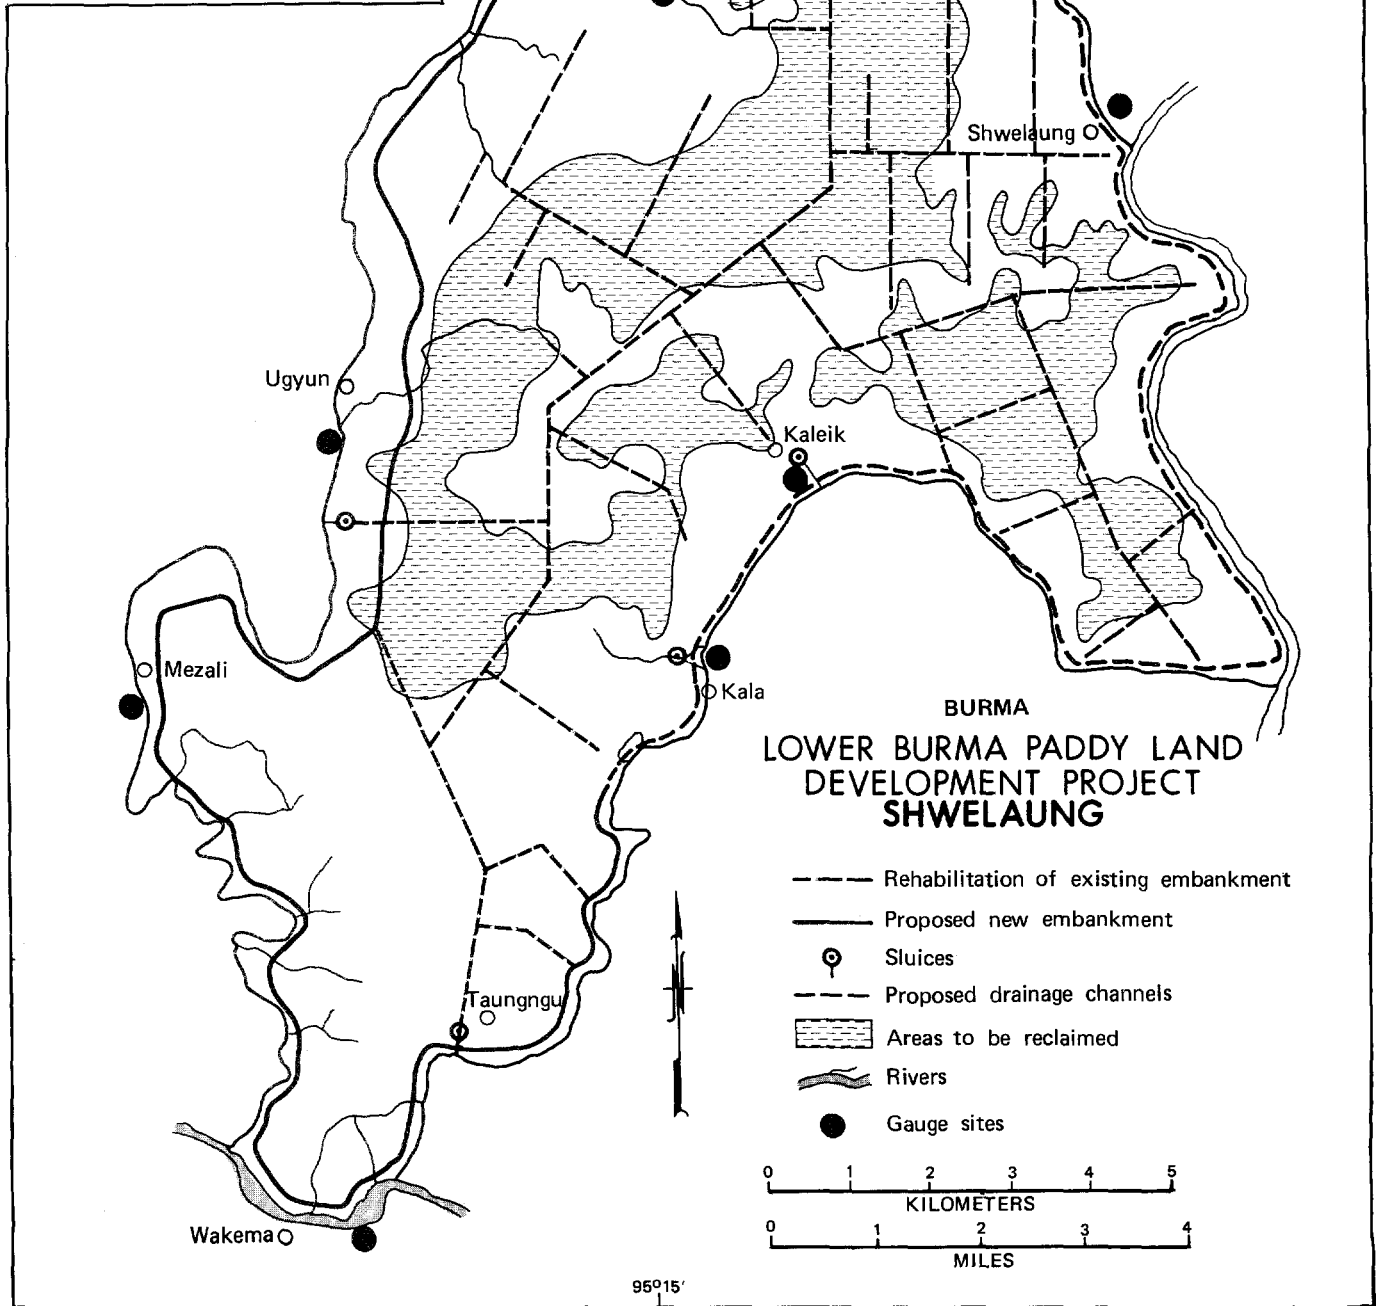 Shwelaung
Ugyun
Kaleik
Mezali
Kala
BURMA
LOWER BURMA PADDY LAND
DEVELOPMENT PROJECT
SHWELAUNG
Rehabilitation of existing embankment
Proposed new embankment
Sluices
Proposed drainage channels
Taungngu
Areas to be reclaimed
Rivers
Gauge sites
0 1 2 3 4 5
KILOMETERS
Wakema
0 1 2 3 4
MILES
95°15'